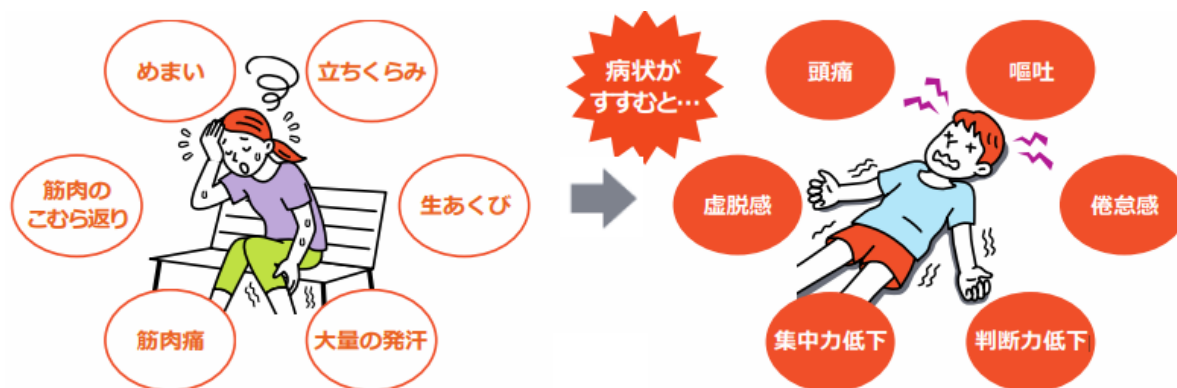 めまい
立ちくらみ
筋肉の
こむら返り
生あくび
筋肉痛
大量の発汗
病状が
すすむと…
頭痛
嘔吐
虚脱感
倦怠感
集中力低下
判断力低下